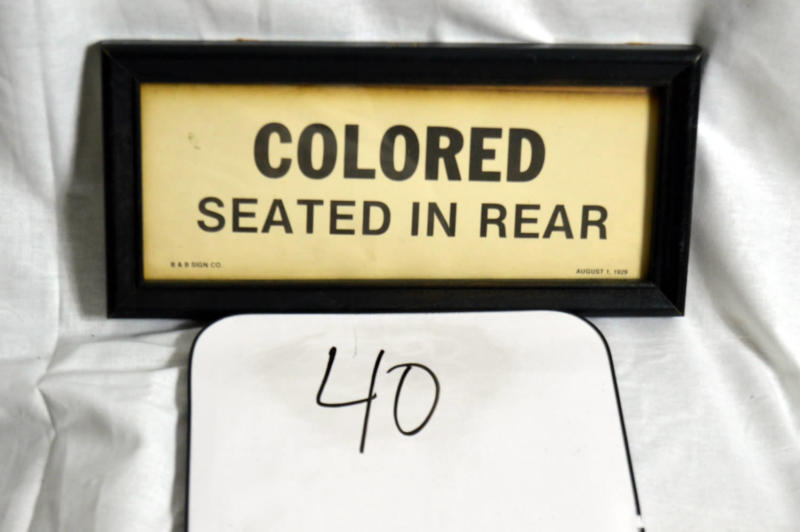 COLORED
SEATED IN REAR
B & B SIGN CO.
AUGUST 1, 1929
40